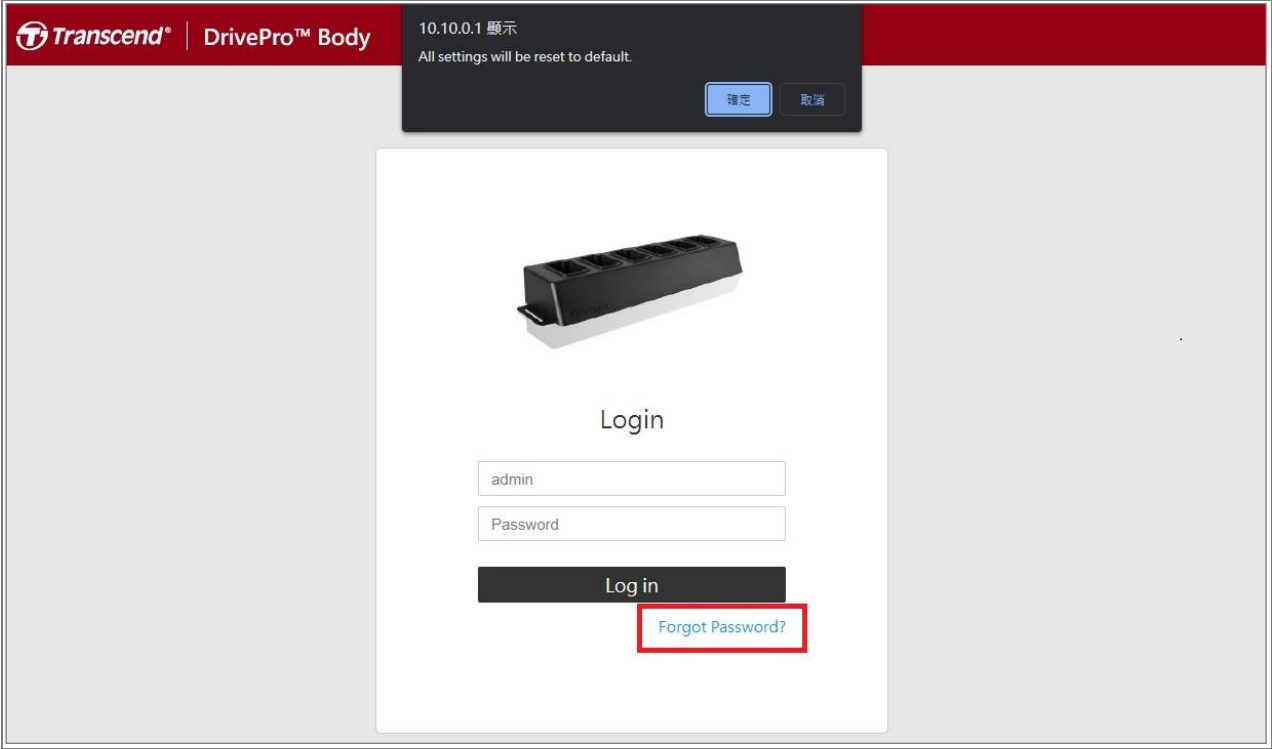 Transcend® | DrivePro™ Body
10.10.0.1 顯示
All settings will be reset to default.
確定 取消
Login
admin
Password
Log in
Forgot Password?